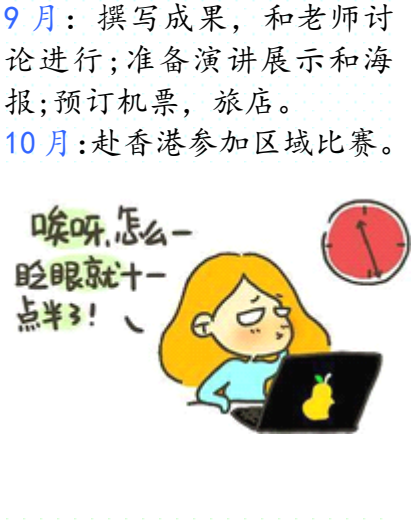 9 月：撰写成果，和老师讨
论进行;准备演讲展示和海
报;预订机票，旅店。
10 月:赴香港参加区域比赛。
唉呀,怎么一
眨眼就十一
点半了!